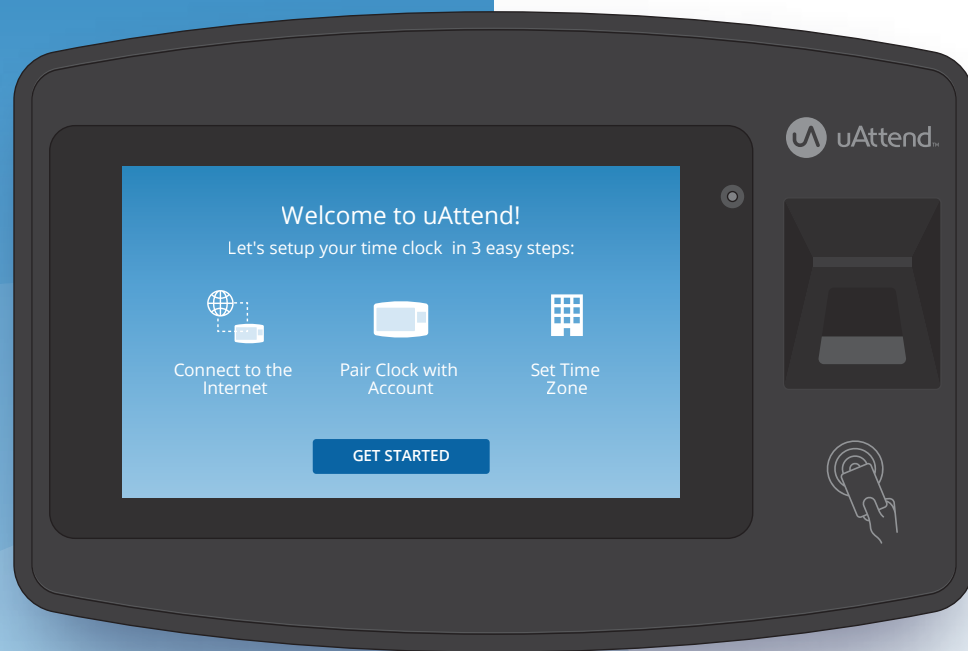 uAttend™
Welcome to uAttend!
Let's setup your time clock in 3 easy steps:
Connect to the
Internet
Pair Clock with
Account
Set Time
Zone
GET STARTED